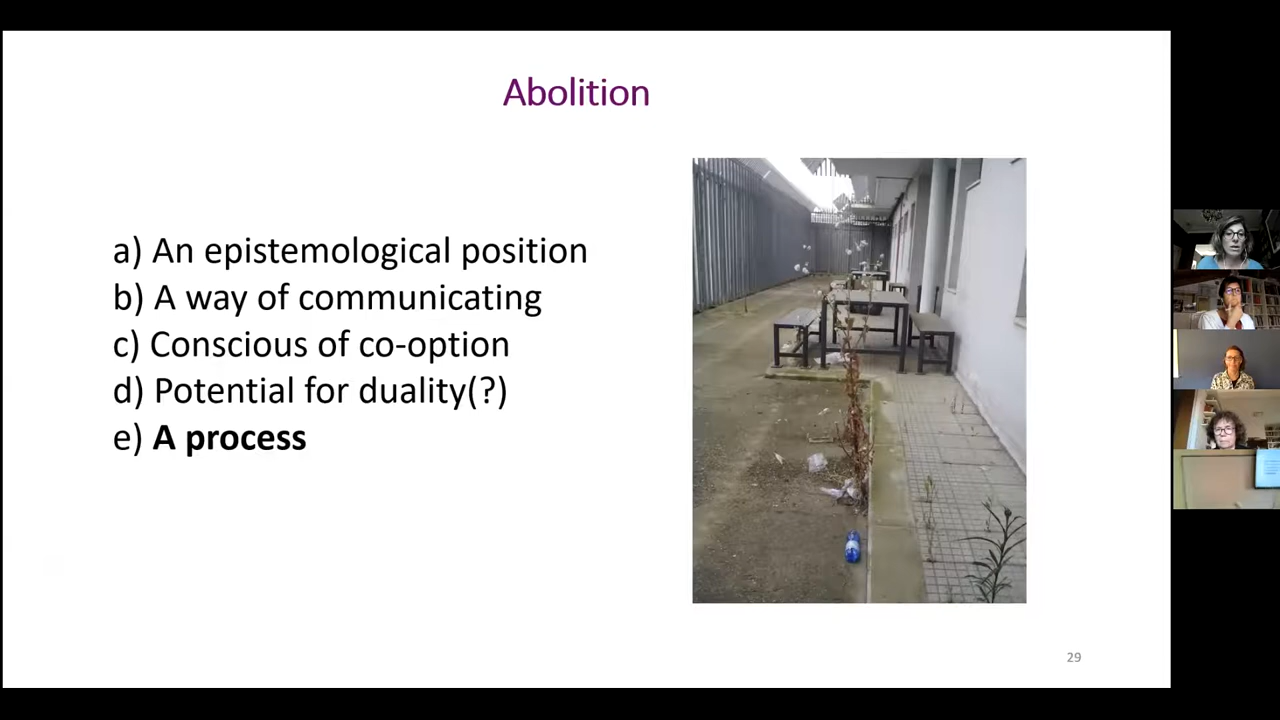 Abolition
a) An epistemological position
b) A way of communicating
c) Conscious of co-option
d) Potential for duality(?)
e) A process
29